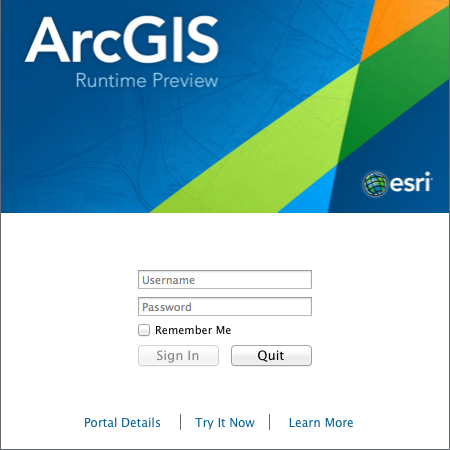 ArcGIS
Runtime Preview
esri
Username
Password
Remember Me
Sign In Quit
Portal Details | Try It Now | Learn More